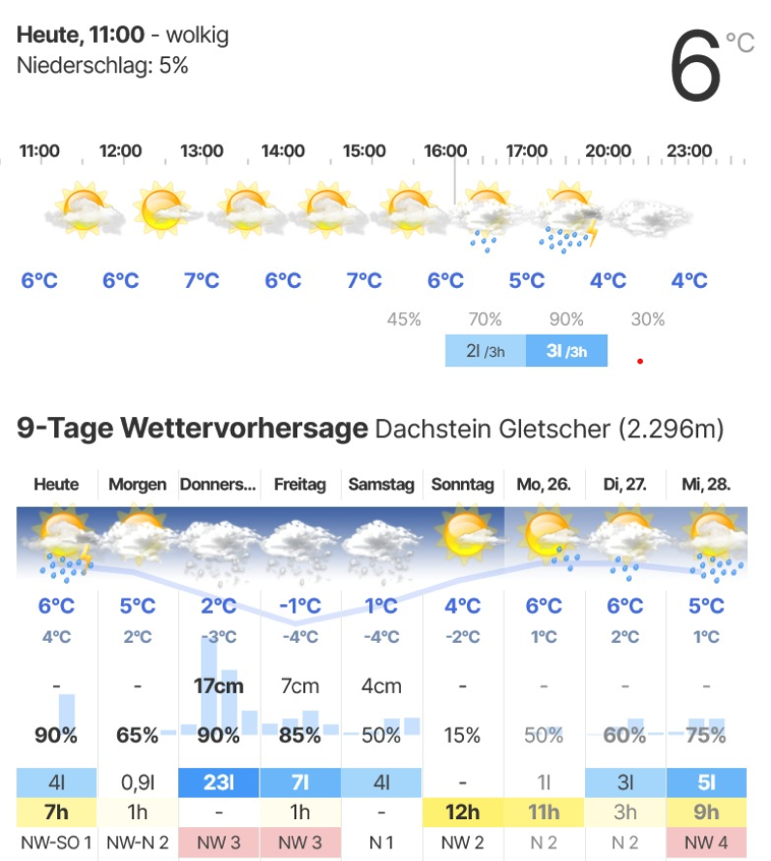 Heute, 11:00 - wolkig
Niederschlag: 5%
6 °C
11:00 12:00 13:00 14:00 15:00 16:00 17:00 20:00 23:00
6°C 6°C 7°C 6°C 7°C 6°C 5°C 4°C 4°C
45% 70% 90% 30%
2l /3h 3l /3h
9-Tage Wettervorhersage Dachstein Gletscher (2.296m)
Heute Morgen Donners... Freitag Samstag Sonntag Mo, 26. Di, 27. Mi, 28.
6°C 5°C 2°C -1°C 1°C 4°C 6°C 6°C 5°C
4°C 2°C -3°C -4°C -4°C -2°C 1°C 2°C 1°C
- - 17cm 7cm 4cm - - - -
90% 65% 90% 85% 50% 15% 50% 60% 75%
4l 0,9l 23l 7l 4l - 1l 3l 5l
7h 1h - 1h - 12h 11h 3h 9h
NW-SO 1 NW-N 2 NW 3 NW 3 N 1 NW 2 N 2 N 2 NW 4